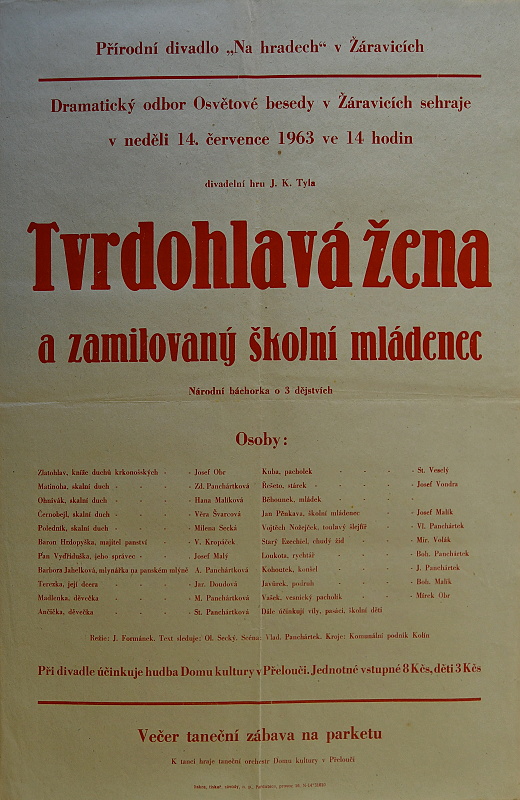 Přírodní divadlo „Na hradech“ v Žáravicích
Dramatický odbor Osvětové besedy v Žáravicích sehraje
v neděli 14. července 1963 ve 14 hodin
divadelní hru J. K. Tyla
Tvrdohlavá žena
a zamilovaný školní mládenec
Národní báchorka o 3 dějstvích
Osoby:
Zlatohlav, kníže duchů krkonošských - - Josef Obr Kuba, pacholek - - - - St. Veselý
Matinoha, skalní duch - - - - Zd. Panchártková Řešeto, stárek - - - - Josef Vondra
Ohnivák, skalní duch - - - - Hana Malíková Běhounek, mládek
Černohejl, skalní duch - - - - Věra Švarcová Jan Pěnkava, školní mládenec - - Josef Malík
Poledník, skalní duch - - - - Milena Secká Vojtěch Nožejček, toulavý šlejfíř - - Vl. Panchártek
Baron Hrdopyška, majitel panství - - V. Kropáček Starý Ezechiel, chudý žid - - - Mir. Volák
Pan Vydřiduška, jeho správec - - - Josef Malý Loukota, rychtář - - - - Boh. Panchártek
Barbora Jahelková, mlynářka na panském mlýně A. Panchártková Kohoutek, konšel - - - - J. Panchártek
Terezka, její dcera - - - - Jar. Doudová Javůrek, podruh - - - - Boh. Malík
Madlenka, děvečka - - - - M. Panchártková Vašek, vesnický pacholík - - - Mirek Obr
Ančička, děvečka - - - - St. Panchártková Dále účinkují víly, pasáci, školní děti
Režie: J. Formánek. Text sleduje: Ol. Secký. Scéna: Vlad. Panchártek. Kroje: Komunální podnik Kolín
Při divadle účinkuje hudba Domu kultury v Přelouči. Jednotné vstupné 8 Kčs, děti 3 Kčs
Večer taneční zábava na parketu
K tanci hraje taneční orchestr Domu kultury v Přelouči